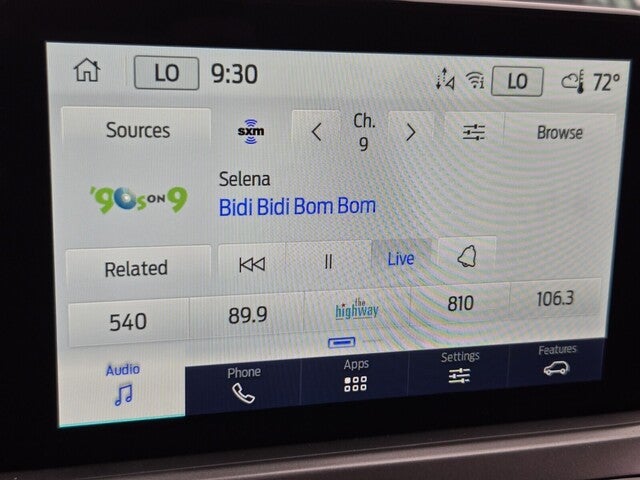 LO 9:30 LO 72°
Sources sxm Ch. 9 Browse
'90s ON 9
Selena
Bidi Bidi Bom Bom
Related Live
540 89.9 the highway 810 106.3
Audio Phone Apps Settings Features